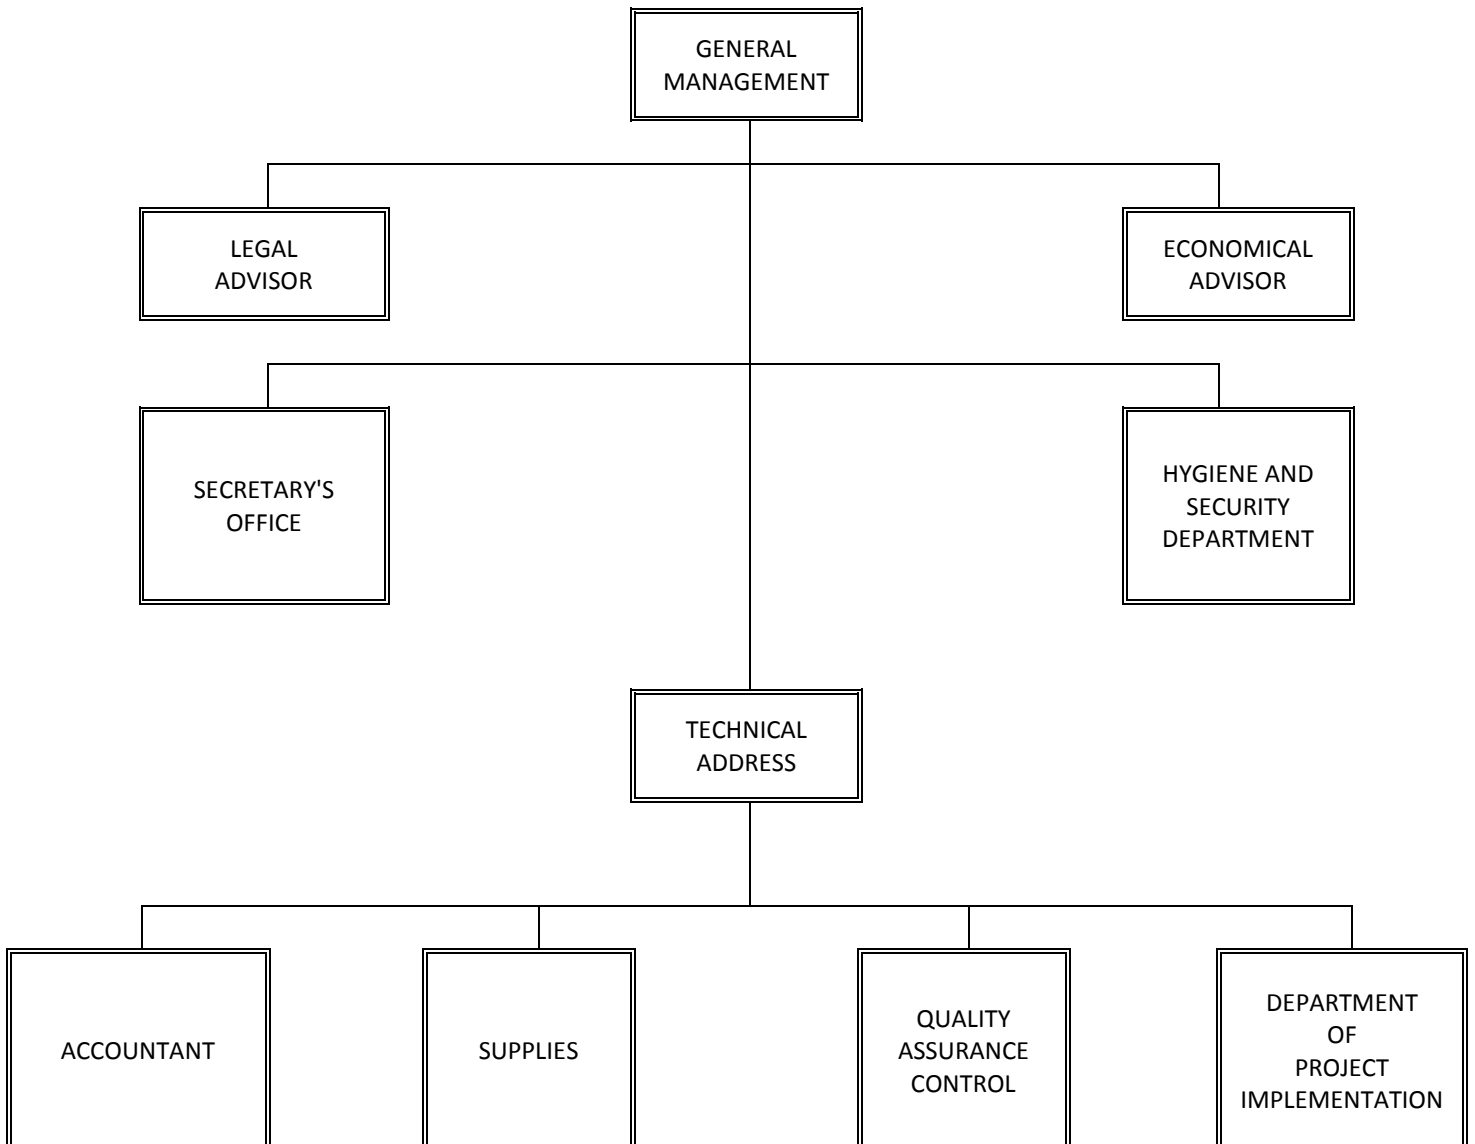 GENERAL
MANAGEMENT
LEGAL
ADVISOR
ECONOMICAL
ADVISOR
SECRETARY'S
OFFICE
HYGIENE AND
SECURITY
DEPARTMENT
TECHNICAL
ADDRESS
ACCOUNTANT
SUPPLIES
QUALITY
ASSURANCE
CONTROL
DEPARTMENT
OF
PROJECT
IMPLEMENTATION